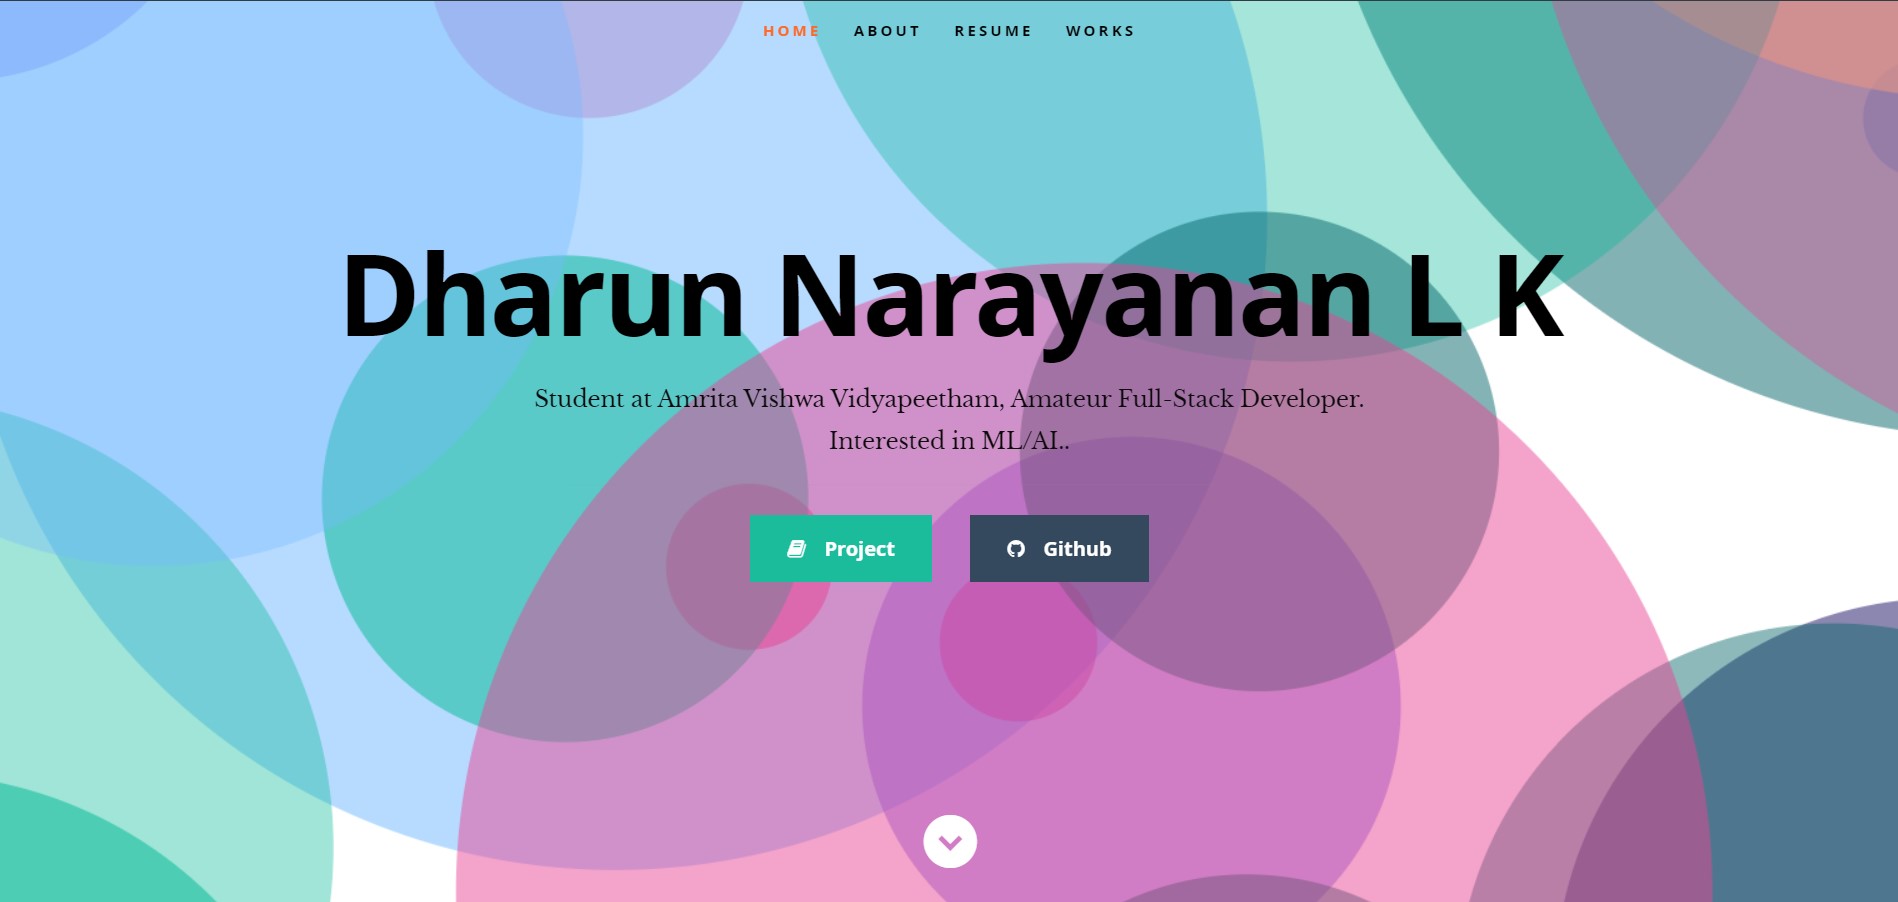 HOME ABOUT RESUME WORKS
Dharun Narayanan L K
Student at Amrita Vishwa Vidyapeetham, Amateur Full-Stack Developer.
Interested in ML/AI..
Project Github